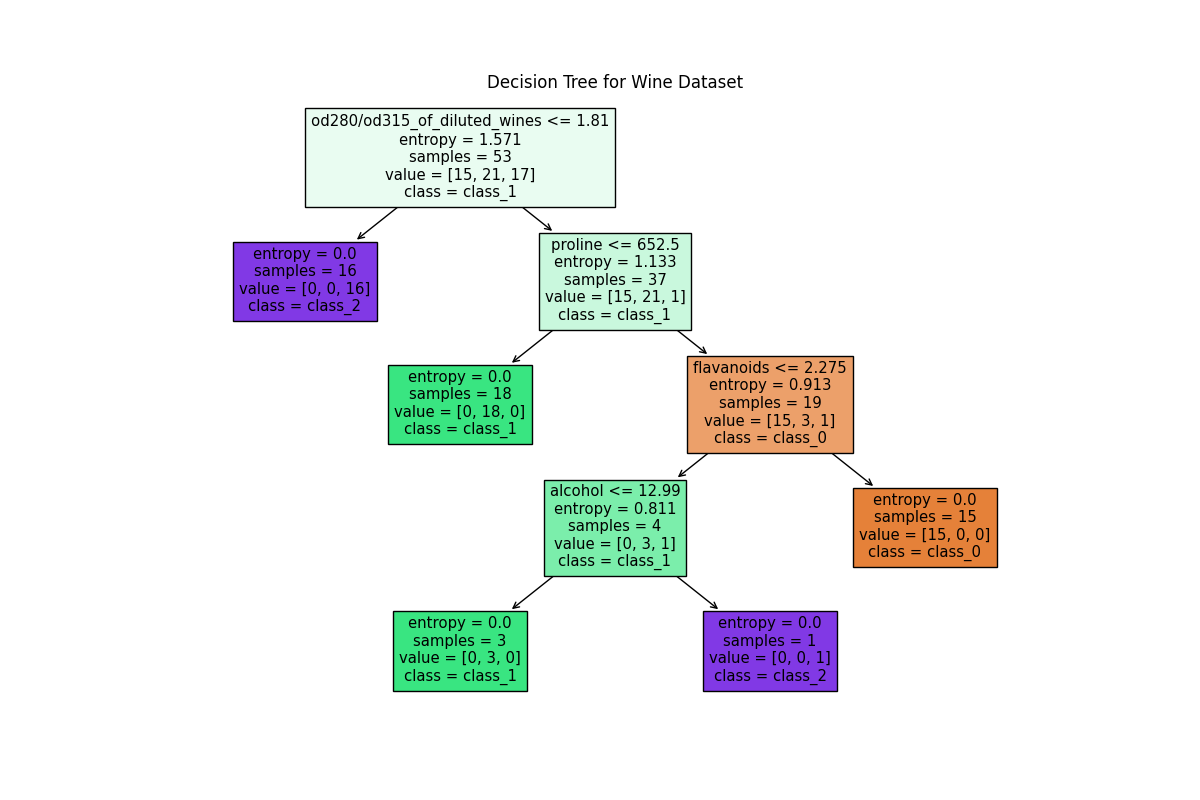 Decision Tree for Wine Dataset
od280/od315_of_diluted_wines <= 1.81
entropy = 1.571
samples = 53
value = [15, 21, 17]
class = class_1
entropy = 0.0
samples = 16
value = [0, 0, 16]
class = class_2
proline <= 652.5
entropy = 1.133
samples = 37
value = [15, 21, 1]
class = class_1
entropy = 0.0
samples = 18
value = [0, 18, 0]
class = class_1
flavanoids <= 2.275
entropy = 0.913
samples = 19
value = [15, 3, 1]
class = class_0
alcohol <= 12.99
entropy = 0.811
samples = 4
value = [0, 3, 1]
class = class_1
entropy = 0.0
samples = 15
value = [15, 0, 0]
class = class_0
entropy = 0.0
samples = 3
value = [0, 3, 0]
class = class_1
entropy = 0.0
samples = 1
value = [0, 0, 1]
class = class_2